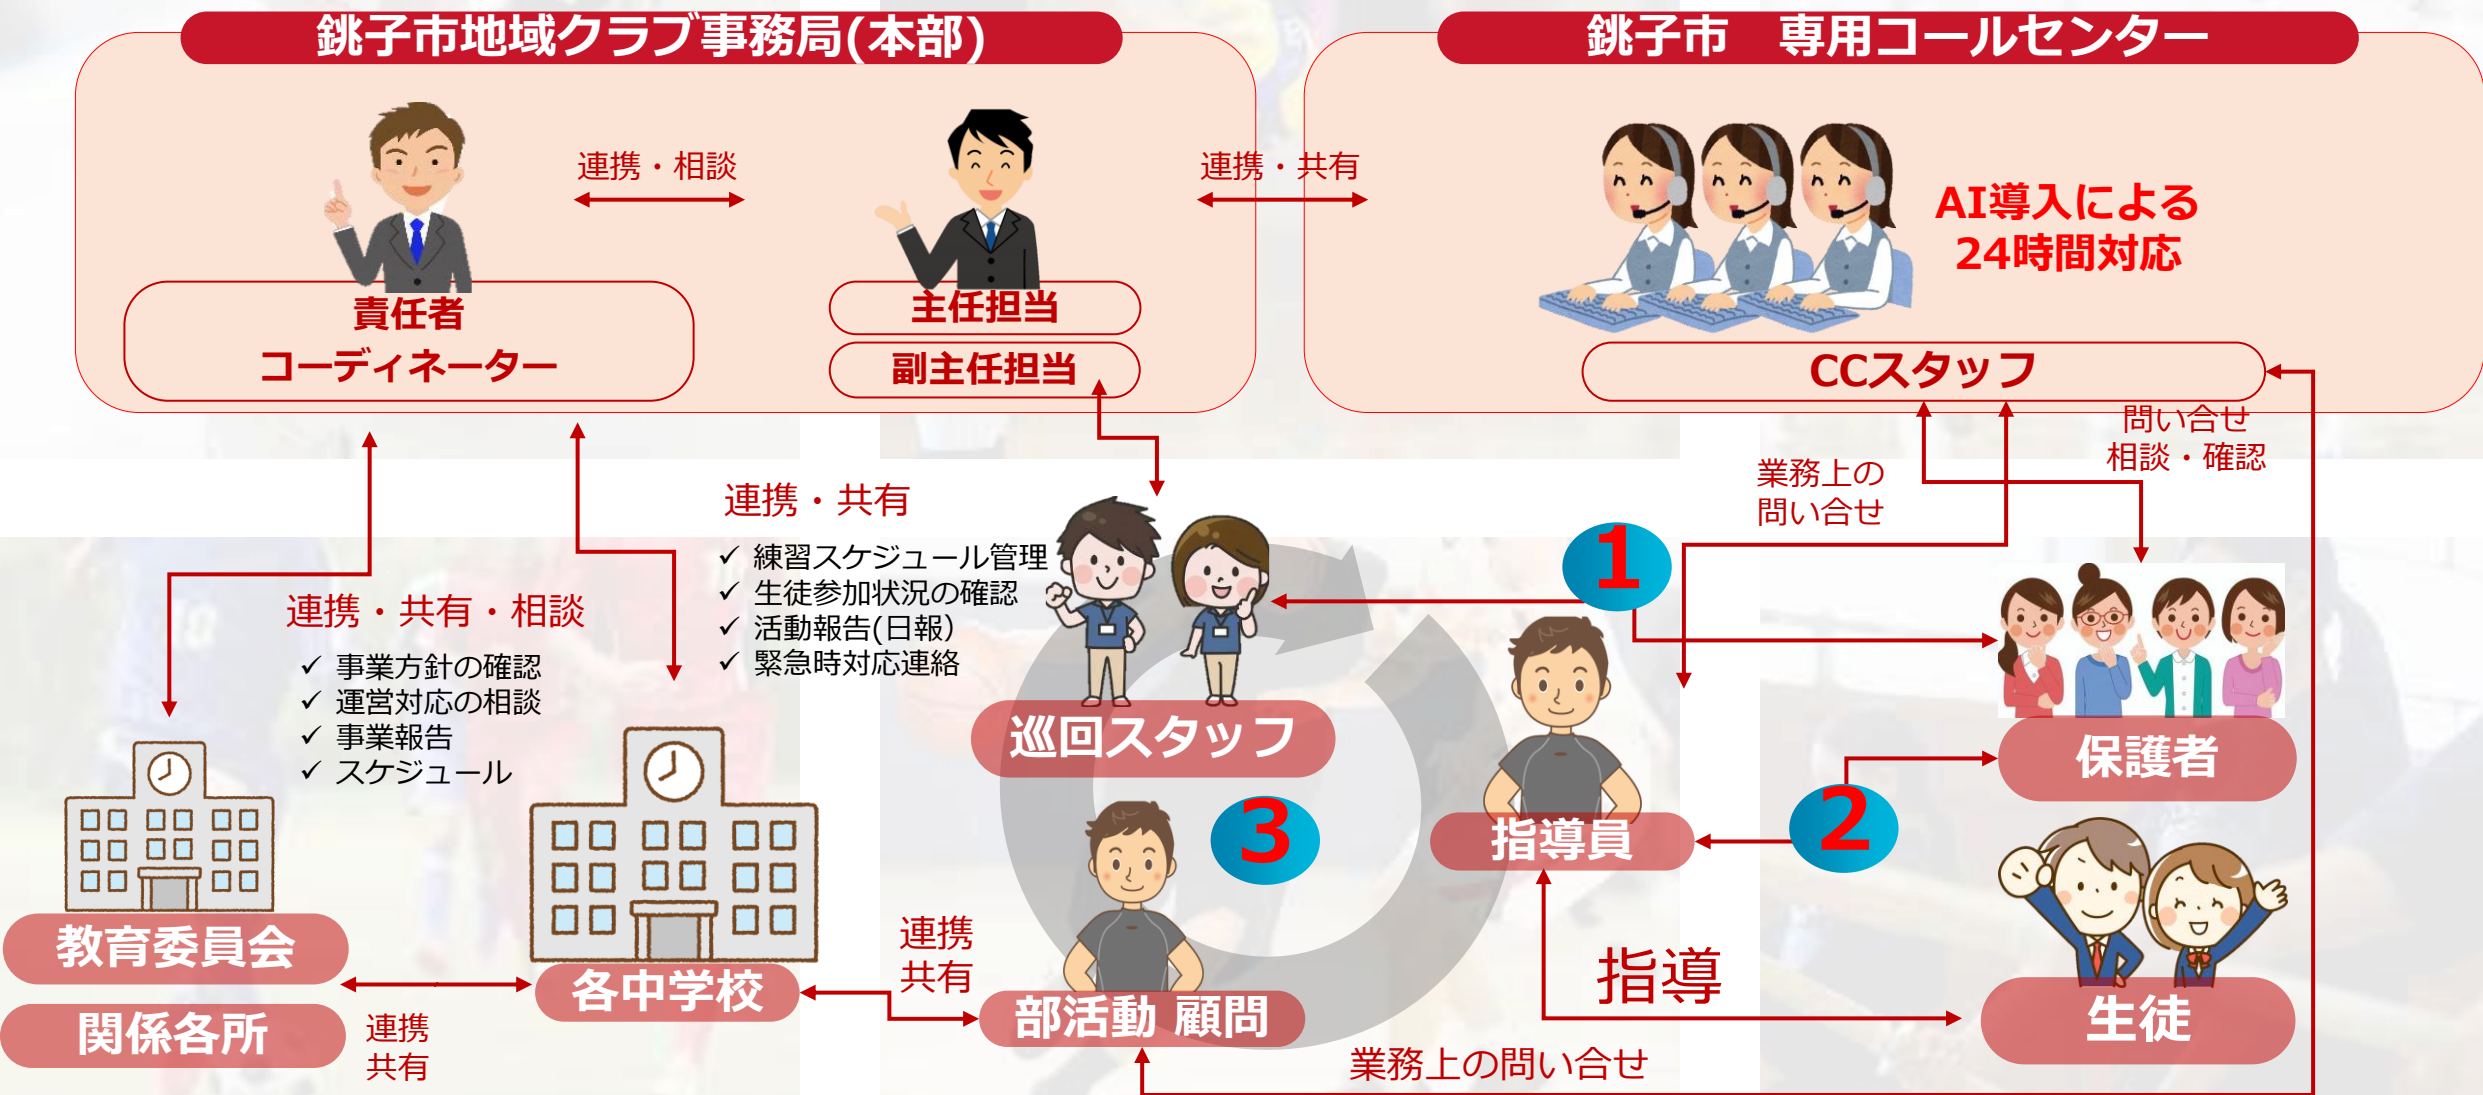 銚子市地域クラブ事務局(本部)
銚子市　専用コールセンター
連携・相談
連携・共有
AI導入による
24時間対応
責任者
コーディネーター
主任担当
副主任担当
CCスタッフ
問い合せ
相談・確認
業務上の
問い合せ
連携・共有
✓ 練習スケジュール管理
✓ 生徒参加状況の確認
✓ 活動報告(日報）
✓ 緊急時対応連絡
1
連携・共有・相談
✓ 事業方針の確認
✓ 運営対応の相談
✓ 事業報告
✓ スケジュール
巡回スタッフ
保護者
3
指導員
2
教育委員会
各中学校
連携
共有
部活動 顧問
指導
生徒
関係各所
連携
共有
業務上の問い合せ